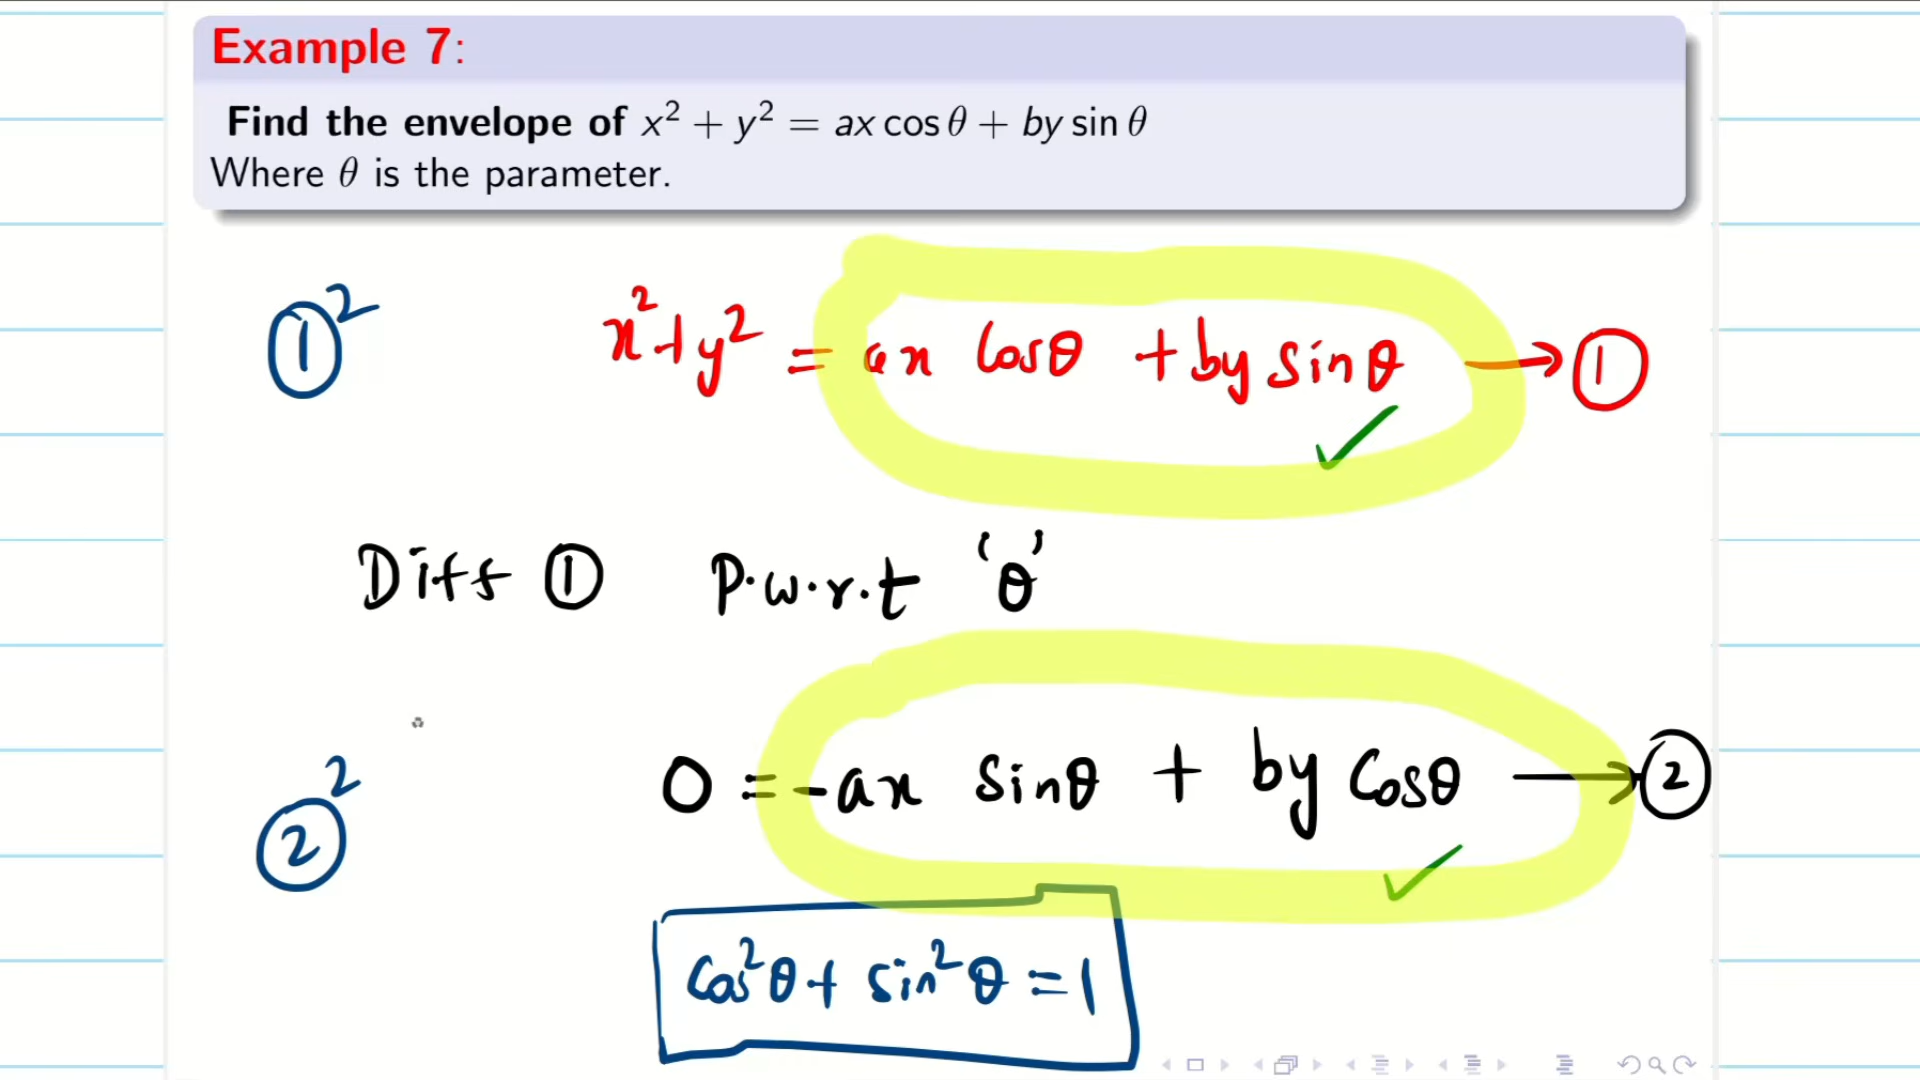 Example 7:
Find the envelope of x² + y² = ax cos θ + by sin θ
Where θ is the parameter.
①² x²+y² = ax Cosθ + by sinθ → ①
Diff ① P.w.r.t 'θ'
②² 0 = -ax sinθ + by Cosθ → ②
Cos²θ + sin²θ = 1